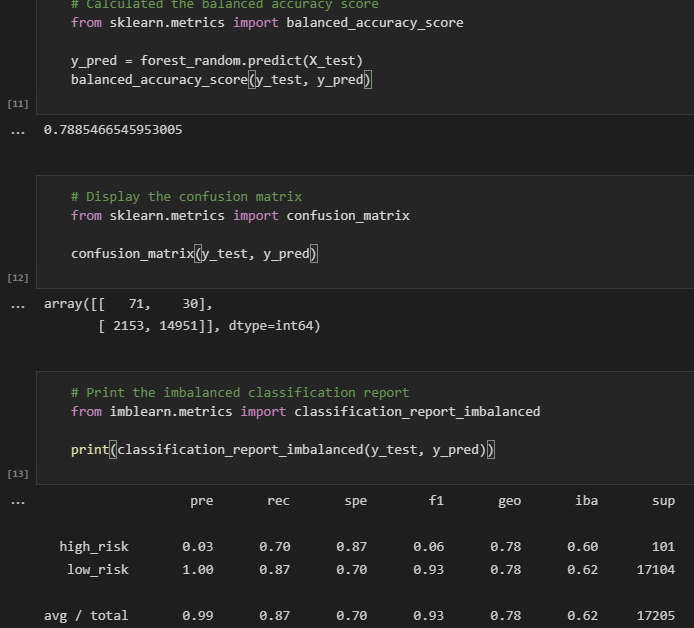 # Calculated the balanced accuracy score
from sklearn.metrics import balanced_accuracy_score
y_pred = forest_random.predict(X_test)
balanced_accuracy_score(y_test, y_pred)
[11]
... 0.7885466545953005
# Display the confusion matrix
from sklearn.metrics import confusion_matrix
confusion_matrix(y_test, y_pred)
[12]
... array([[   71,    30],
       [ 2153, 14951]], dtype=int64)
# Print the imbalanced classification report
from imblearn.metrics import classification_report_imbalanced
print(classification_report_imbalanced(y_test, y_pred))
[13]
... pre rec spe f1 geo iba sup
high_risk 0.03 0.70 0.87 0.06 0.78 0.60 101
low_risk 1.00 0.87 0.70 0.93 0.78 0.62 17104
avg / total 0.99 0.87 0.70 0.93 0.78 0.62 17205